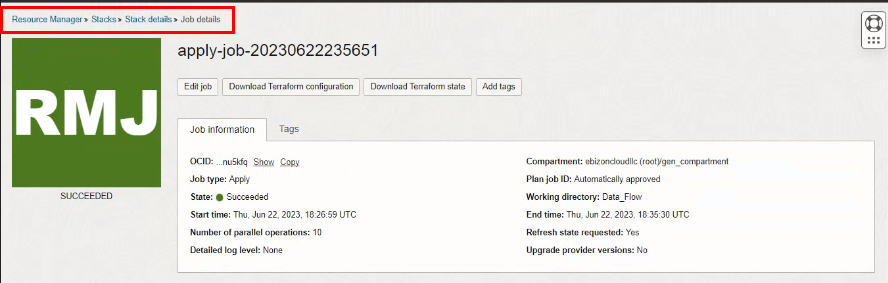 Resource Manager » Stacks » Stack details » Job details
RMJ
SUCCEEDED
apply-job-20230622235651
Edit job Download Terraform configuration Download Terraform state Add tags
Job information Tags
OCID: ...nu5kfq Show Copy
Job type: Apply
State: Succeeded
Start time: Thu, Jun 22, 2023, 18:26:59 UTC
Number of parallel operations: 10
Detailed log level: None
Compartment: ebizoncloudllc (root)/gen_compartment
Plan job ID: Automatically approved
Working directory: Data_Flow
End time: Thu, Jun 22, 2023, 18:35:30 UTC
Refresh state requested: Yes
Upgrade provider versions: No